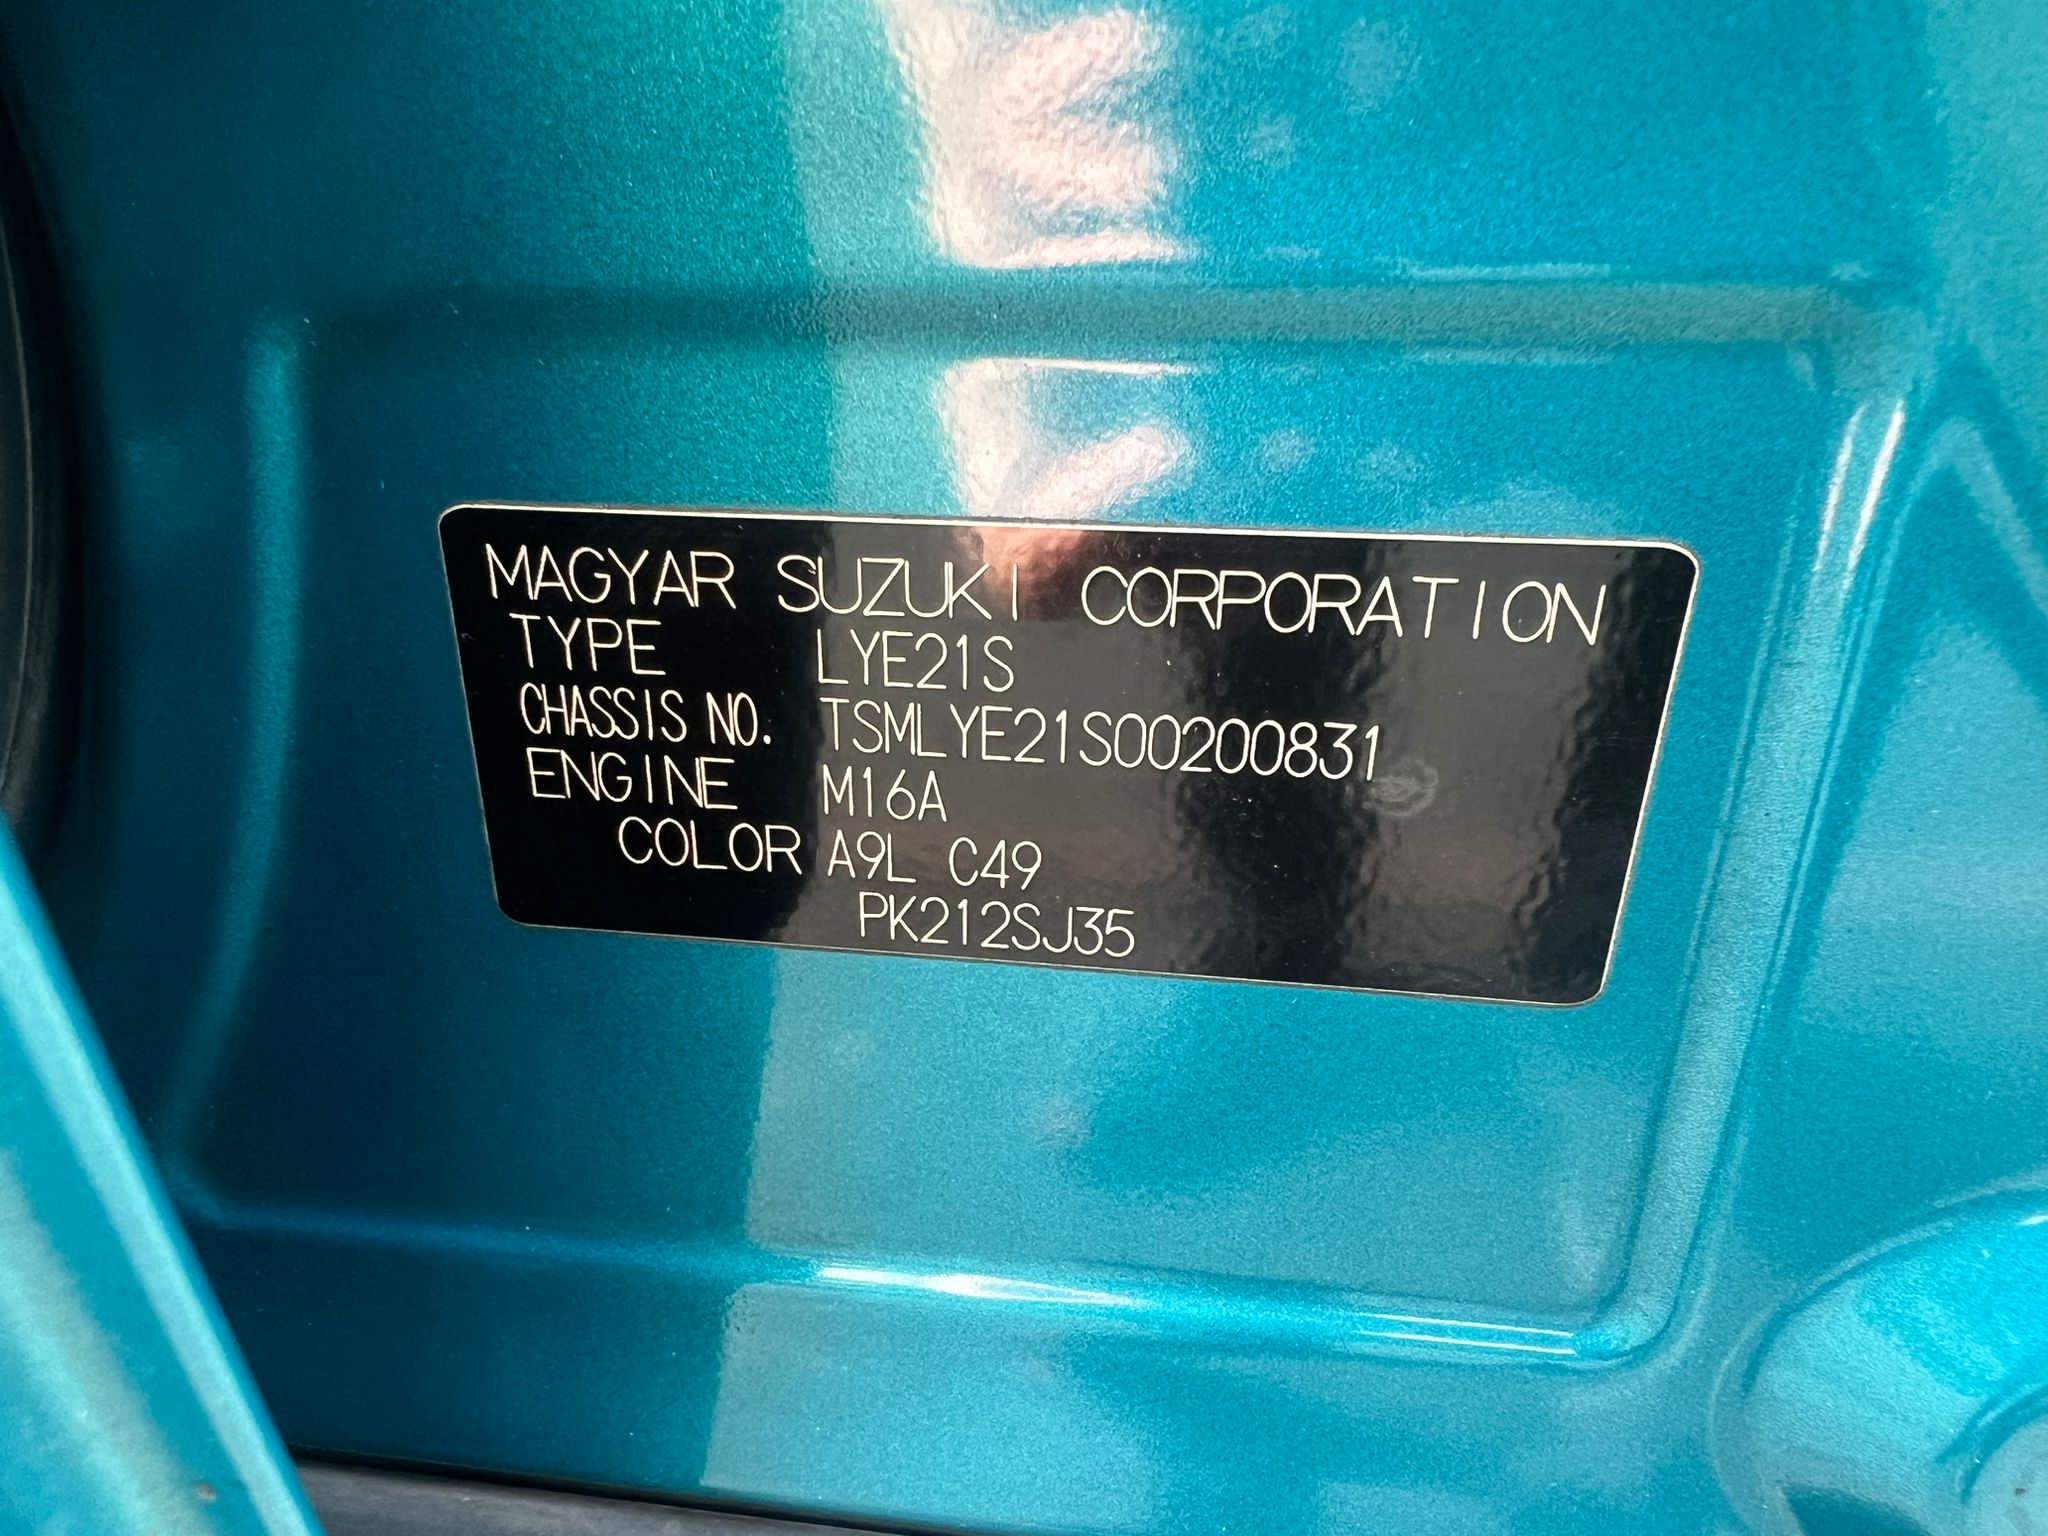 MAGYAR SUZUKI CORPORATION
TYPE LYE21S
CHASSIS NO. TSMLYE21S00200831
ENGINE M16A
COLOR A9L C49
PK212SJ35